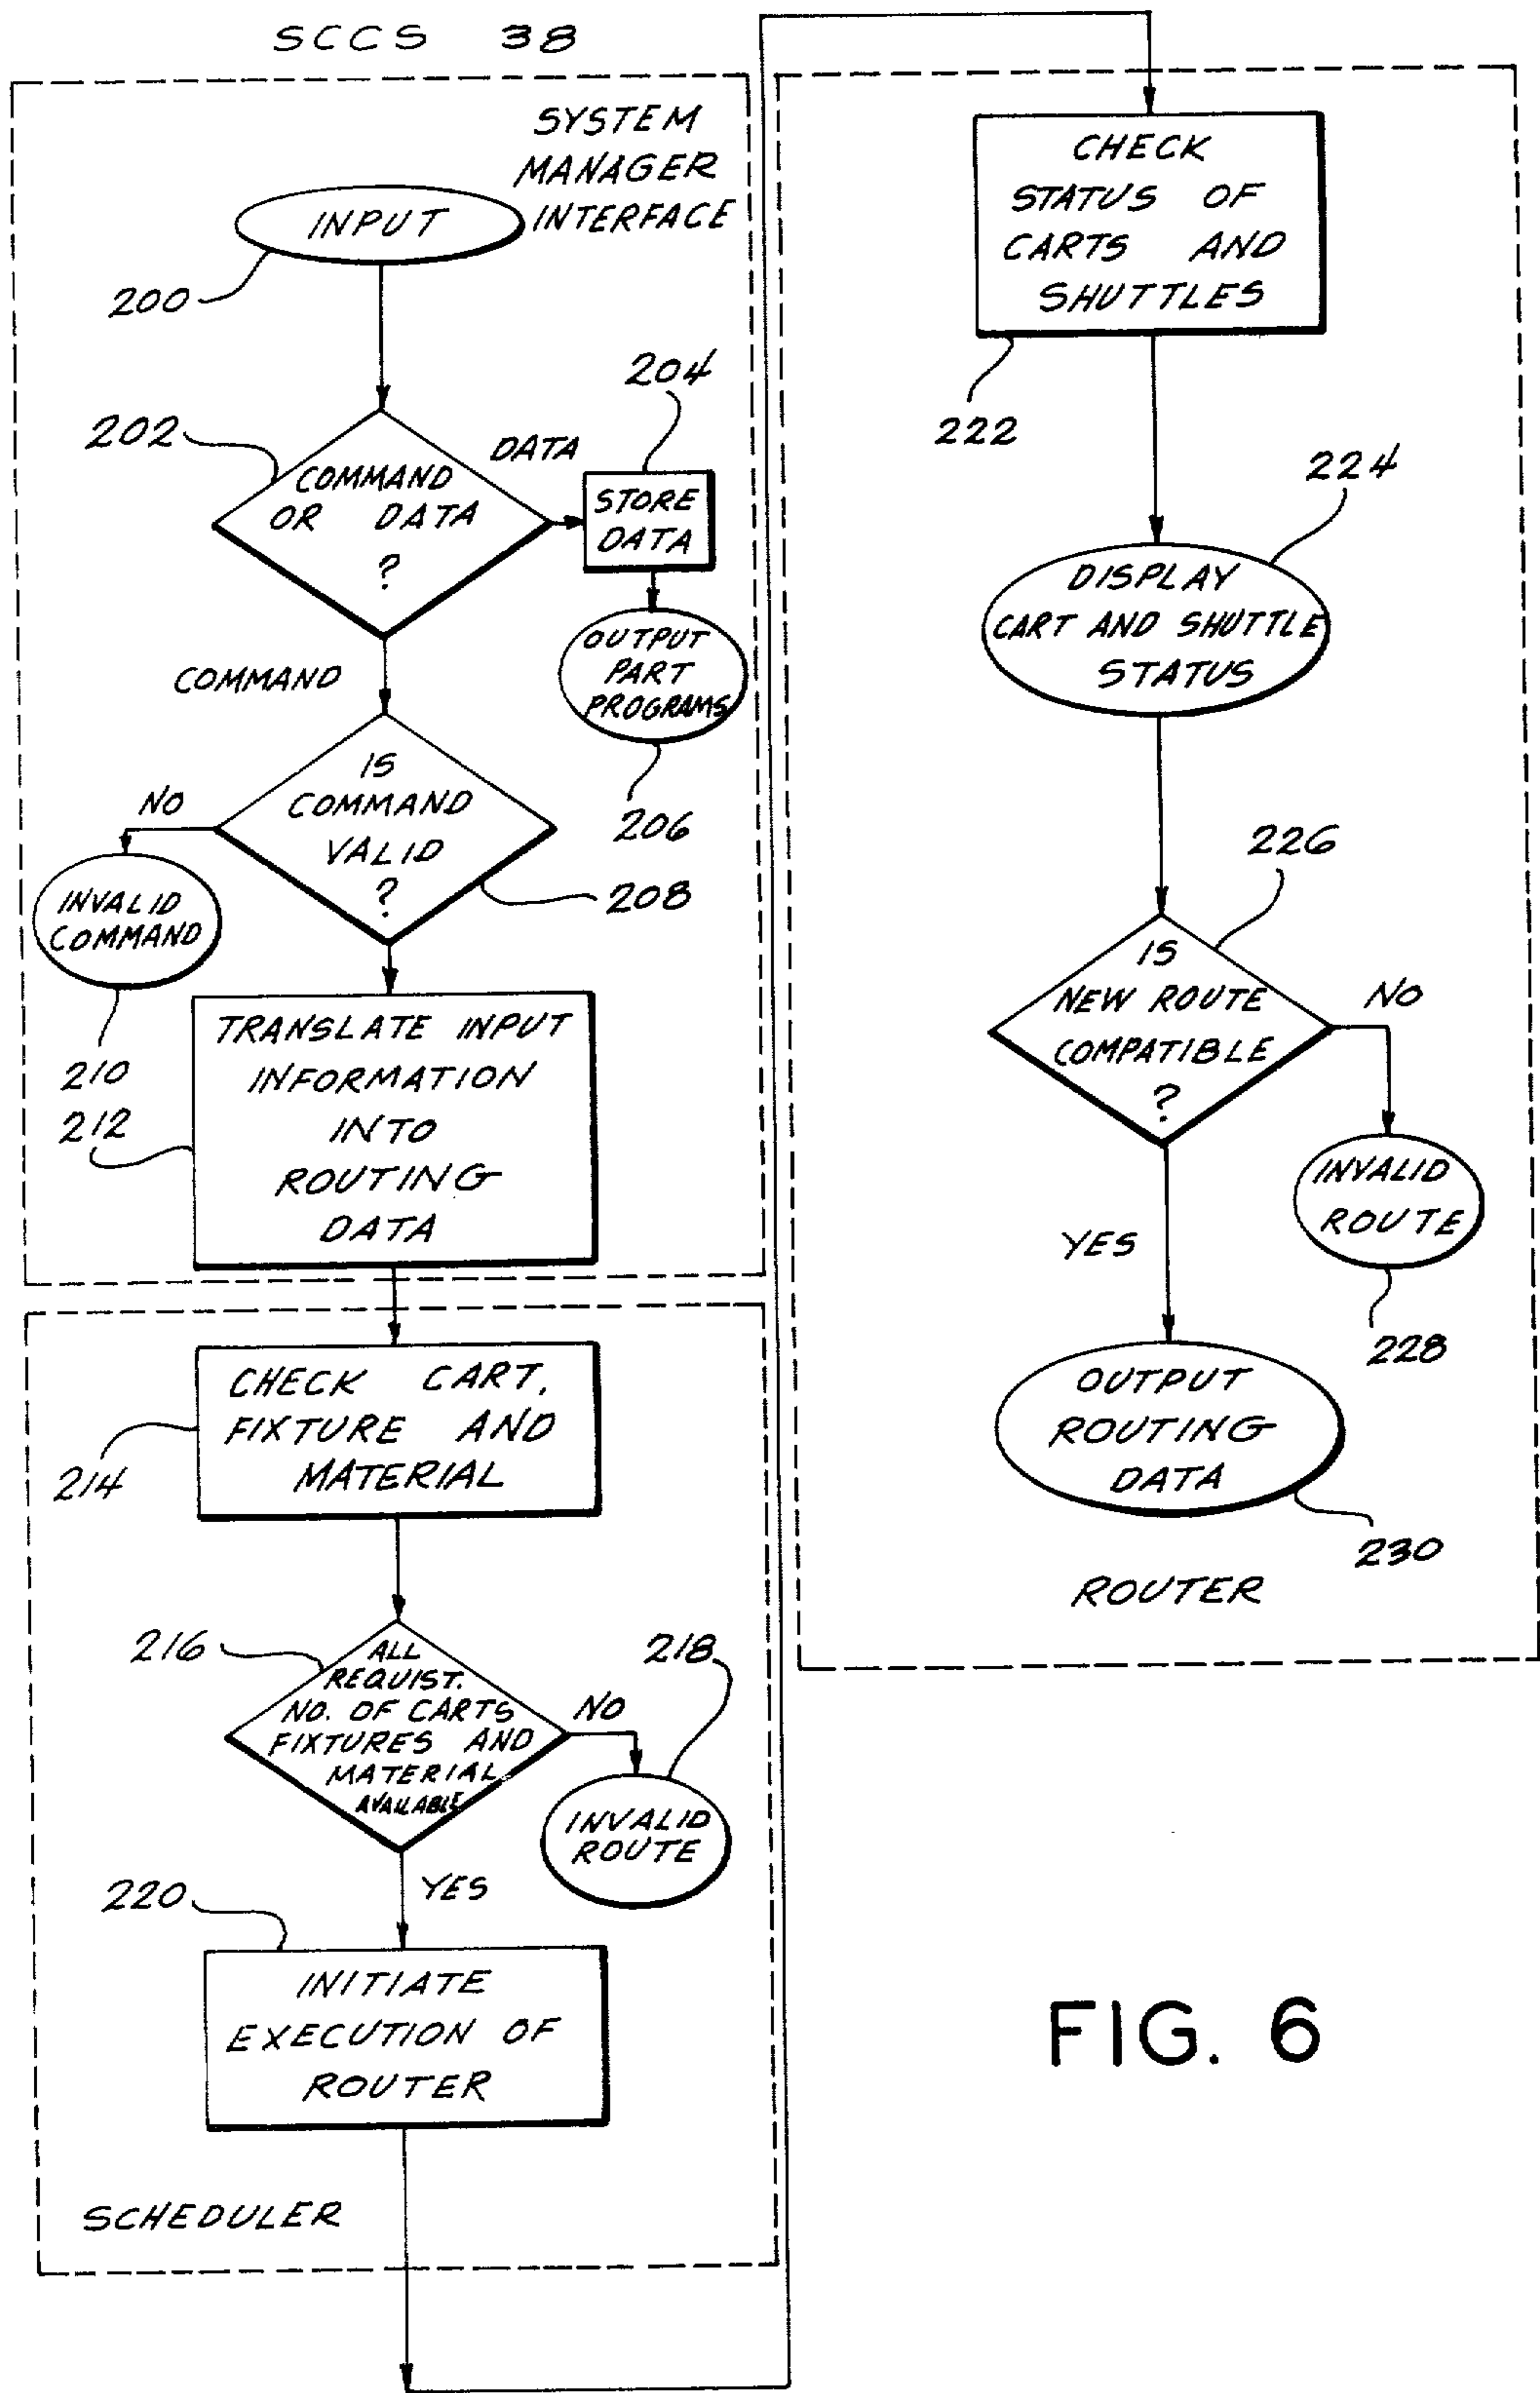 SCCS 38
SYSTEM
MANAGER
INTERFACE
INPUT
200
202
COMMAND
OR DATA
?
DATA
204
STORE
DATA
OUTPUT
PART
PROGRAMS
206
COMMAND
IS
COMMAND
VALID
?
208
NO
INVALID
COMMAND
210
212
TRANSLATE INPUT
INFORMATION
INTO
ROUTING
DATA
CHECK CART,
FIXTURE AND
MATERIAL
214
216
ALL
REQUIST.
NO. OF CARTS
FIXTURES AND
MATERIAL
AVAILABLE
NO
218
INVALID
ROUTE
YES
220
INITIATE
EXECUTION OF
ROUTER
SCHEDULER
CHECK
STATUS OF
CARTS AND
SHUTTLES
222
224
DISPLAY
CART AND SHUTTLE
STATUS
226
IS
NEW ROUTE
COMPATIBLE
?
NO
INVALID
ROUTE
228
YES
OUTPUT
ROUTING
DATA
230
ROUTER
FIG. 6